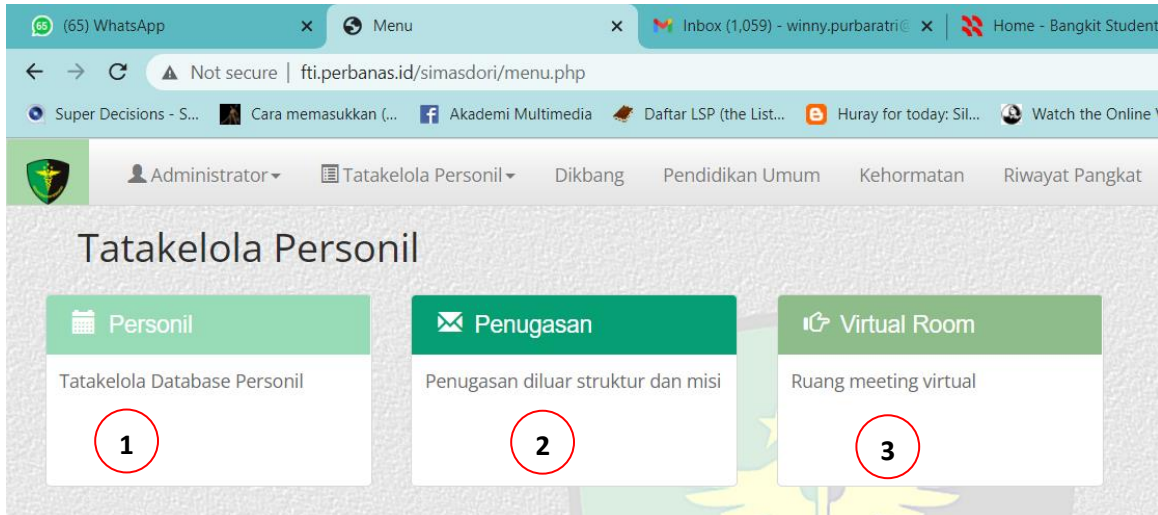 65 (65) WhatsApp Menu Inbox (1,059) - winny.purbaratri@ Home - Bangkit Student
Not secure | fti.perbanas.id/simasdori/menu.php
Super Decisions - S... Cara memasukkan (... Akademi Multimedia Daftar LSP (the List... Huray for today: Sil... Watch the Online
Administrator Tatakelola Personil Dikbang Pendidikan Umum Kehormatan Riwayat Pangkat
Tatakelola Personil
Personil Penugasan Virtual Room
Tatakelola Database Personil Penugasan diluar struktur dan misi Ruang meeting virtual
1 2 3